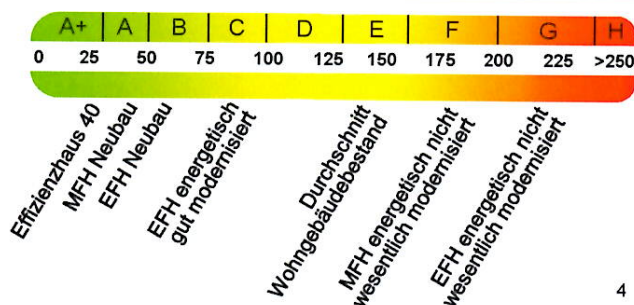 A+ A B C D E F G H
0 25 50 75 100 125 150 175 200 225 >250
Effizienzhaus 40
MFH Neubau
EFH Neubau
EFH energetisch
gut modernisiert
Durchschnitt
Wohngebäudebestand
MFH energetisch nicht
wesentlich modernisiert
EFH energetisch nicht
wesentlich modernisiert
4